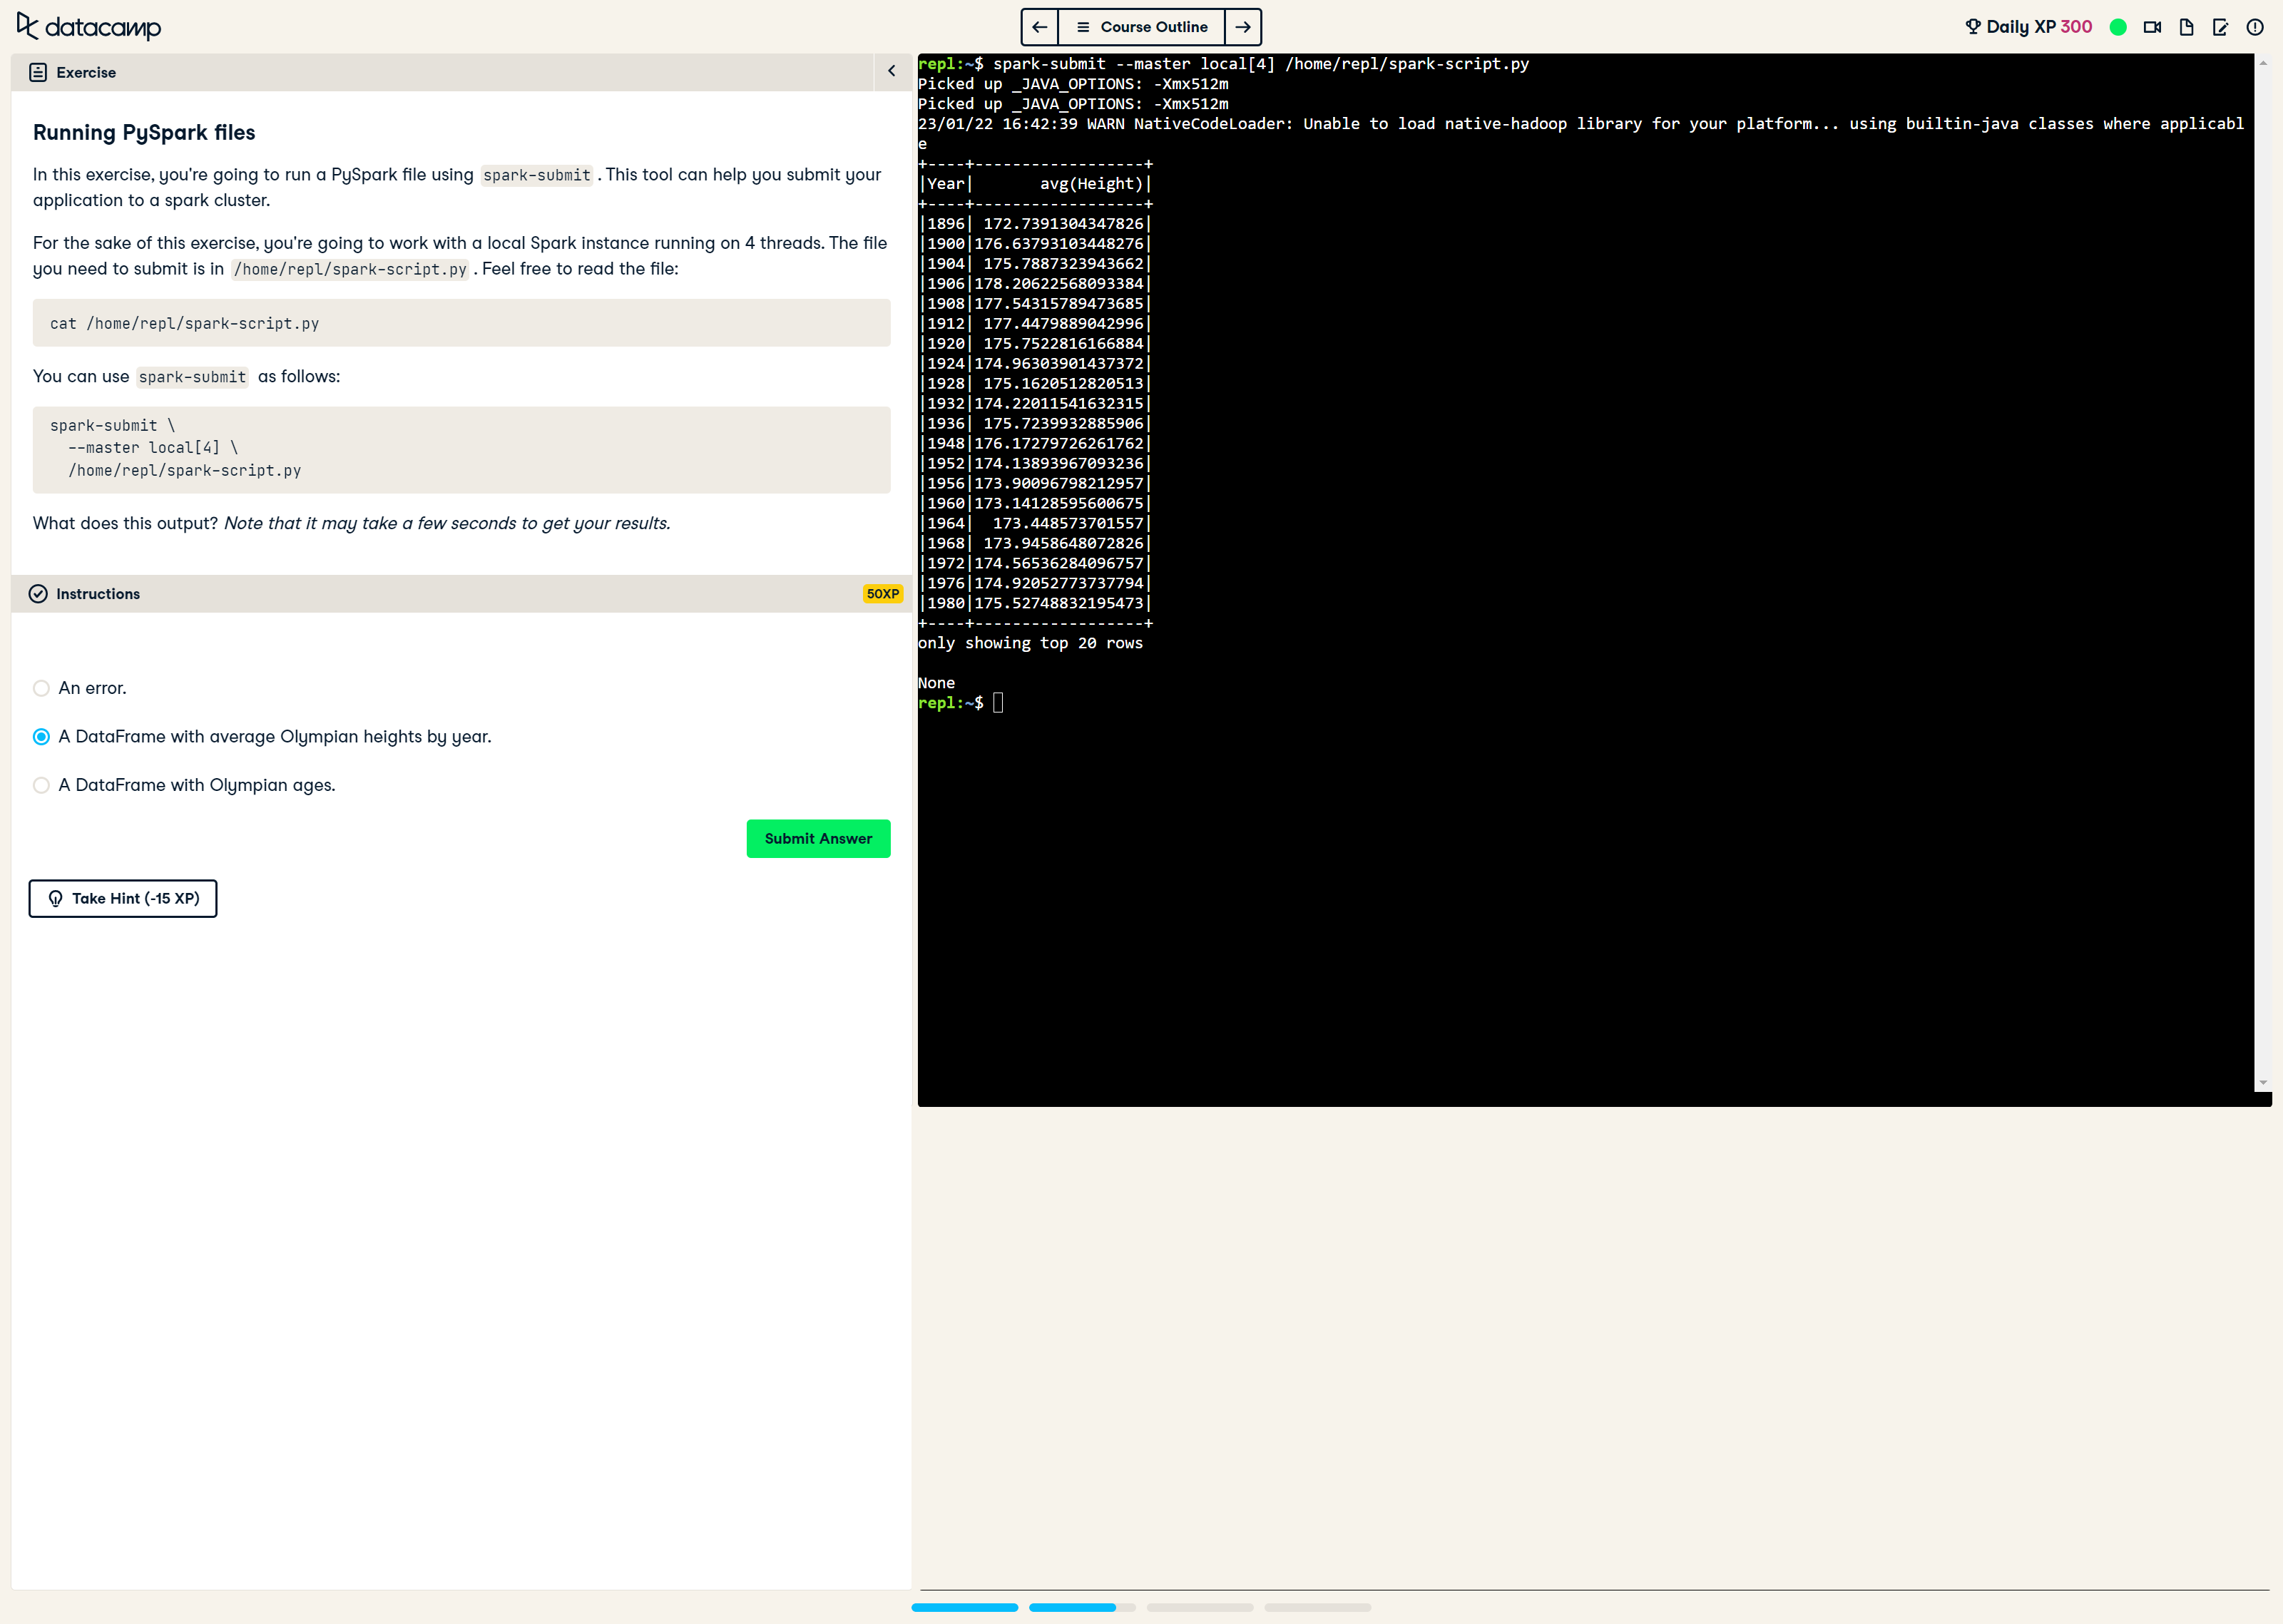 datacamp
Course Outline
Daily XP 300
Exercise
Running PySpark files
In this exercise, you're going to run a PySpark file using spark-submit . This tool can help you submit your
application to a spark cluster.
For the sake of this exercise, you're going to work with a local Spark instance running on 4 threads. The file
you need to submit is in /home/repl/spark-script.py . Feel free to read the file:
cat /home/repl/spark-script.py
You can use spark-submit as follows:
spark-submit \
  --master local[4] \
  /home/repl/spark-script.py
What does this output? Note that it may take a few seconds to get your results.
Instructions
50XP
An error.
A DataFrame with average Olympian heights by year.
A DataFrame with Olympian ages.
Submit Answer
Take Hint (-15 XP)
repl:~$ spark-submit --master local[4] /home/repl/spark-script.py
Picked up _JAVA_OPTIONS: -Xmx512m
Picked up _JAVA_OPTIONS: -Xmx512m
23/01/22 16:42:39 WARN NativeCodeLoader: Unable to load native-hadoop library for your platform... using builtin-java classes where applicabl
e
+----+------------------+
|Year|       avg(Height)|
+----+------------------+
|1896| 172.7391304347826|
|1900|176.63793103448276|
|1904| 175.7887323943662|
|1906|178.20622568093384|
|1908|177.54315789473685|
|1912| 177.4479889042996|
|1920| 175.7522816166884|
|1924|174.96303901437372|
|1928| 175.1620512820513|
|1932|174.22011541632315|
|1936| 175.7239932885906|
|1948|176.17279726261762|
|1952|174.13893967093236|
|1956|173.90096798212957|
|1960|173.14128595600675|
|1964|  173.448573701557|
|1968| 173.9458648072826|
|1972|174.56536284096757|
|1976|174.92052773737794|
|1980|175.52748832195473|
+----+------------------+
only showing top 20 rows
None
repl:~$